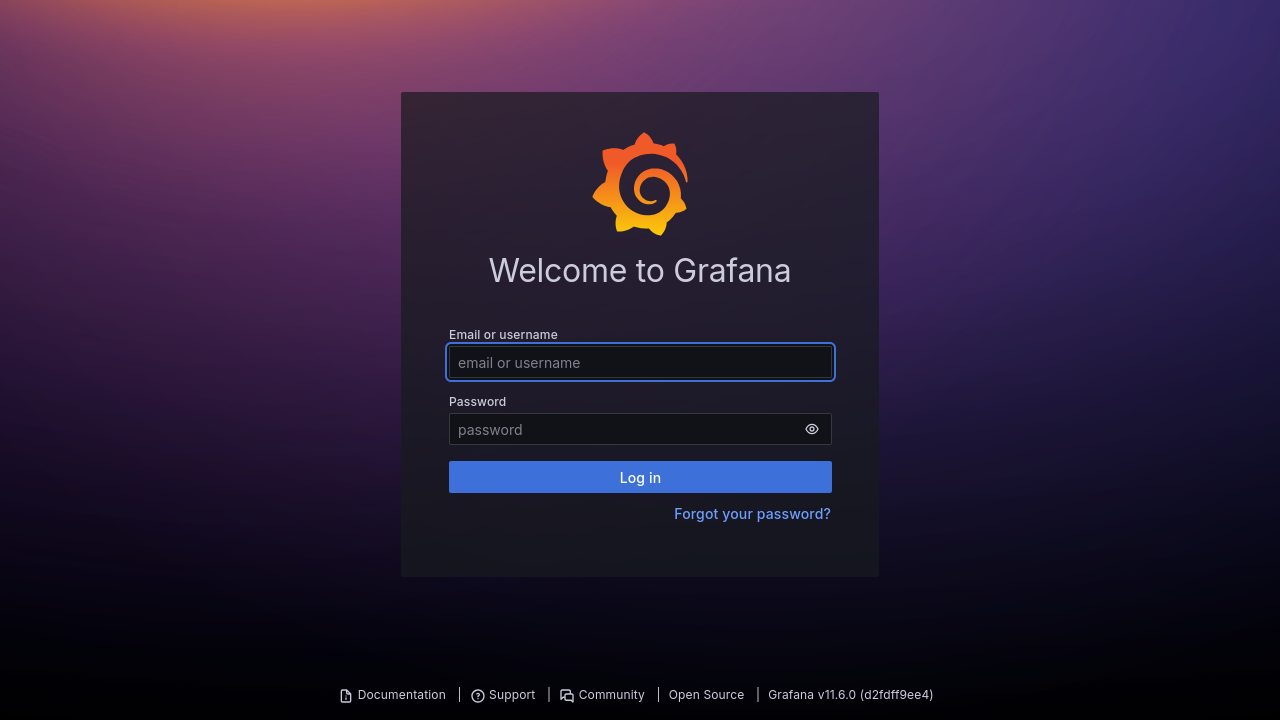 Welcome to Grafana
Email or username
email or username
Password
password
Log in
Forgot your password?
Documentation | Support | Community | Open Source | Grafana v11.6.0 (d2fdff9ee4)